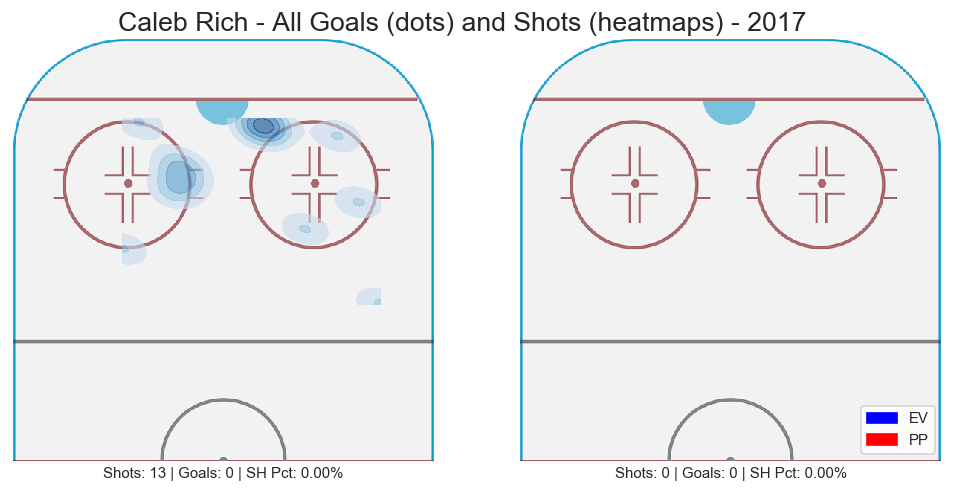 Caleb Rich - All Goals (dots) and Shots (heatmaps) - 2017
EV
PP
Shots: 13 | Goals: 0 | SH Pct: 0.00%
Shots: 0 | Goals: 0 | SH Pct: 0.00%